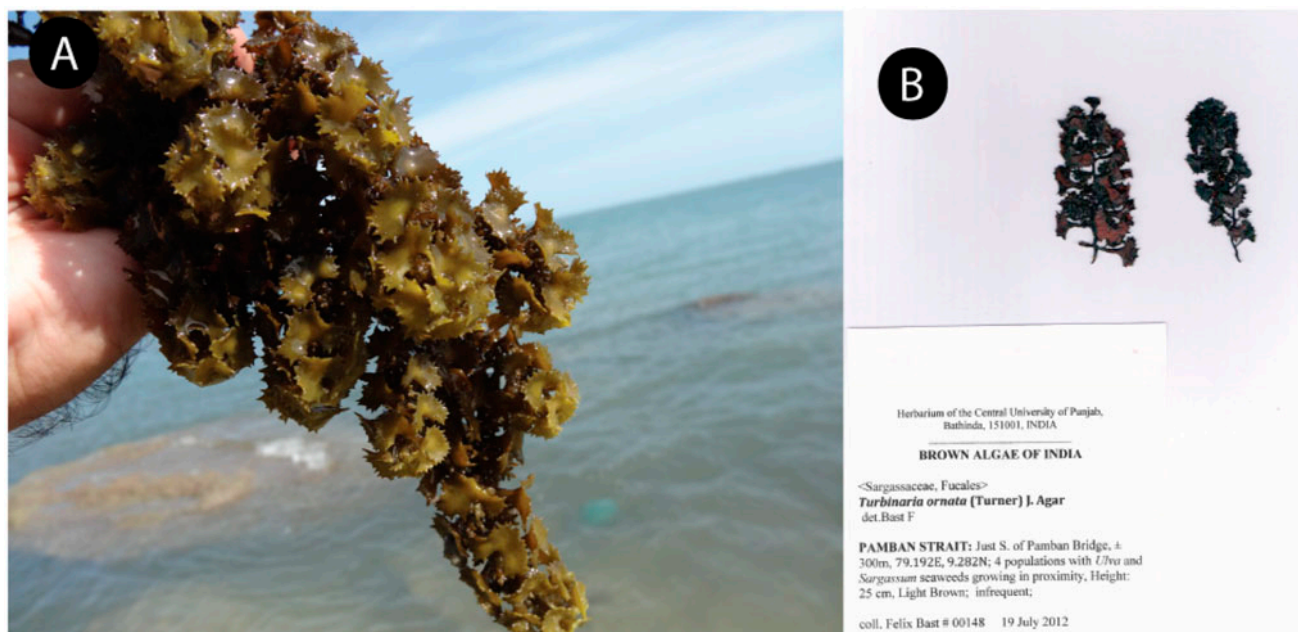 A
B
Herbarium of the Central University of Punjab,
Bathinda, 151001, INDIA
BROWN ALGAE OF INDIA
<Sargassaceae, Fucales>
Turbinaria ornata (Turner) J. Agar
det.Bast F
PAMBAN STRAIT: Just S. of Pamban Bridge, ±
300m, 79.192E, 9.282N; 4 populations with Ulva and
Sargassum seaweeds growing in proximity, Height:
25 cm, Light Brown; infrequent;
coll. Felix Bast # 00148 19 July 2012